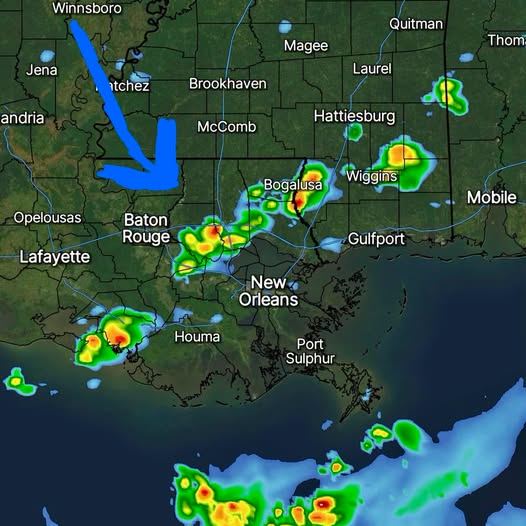 Winnsboro
Quitman
Magee
Thom
Jena
Laurel
Natchez
Brookhaven
andria
Hattiesburg
McComb
Bogalusa
Wiggins
Mobile
Opelousas
Baton
Rouge
Gulfport
Lafayette
New
Orleans
Houma
Port
Sulphur